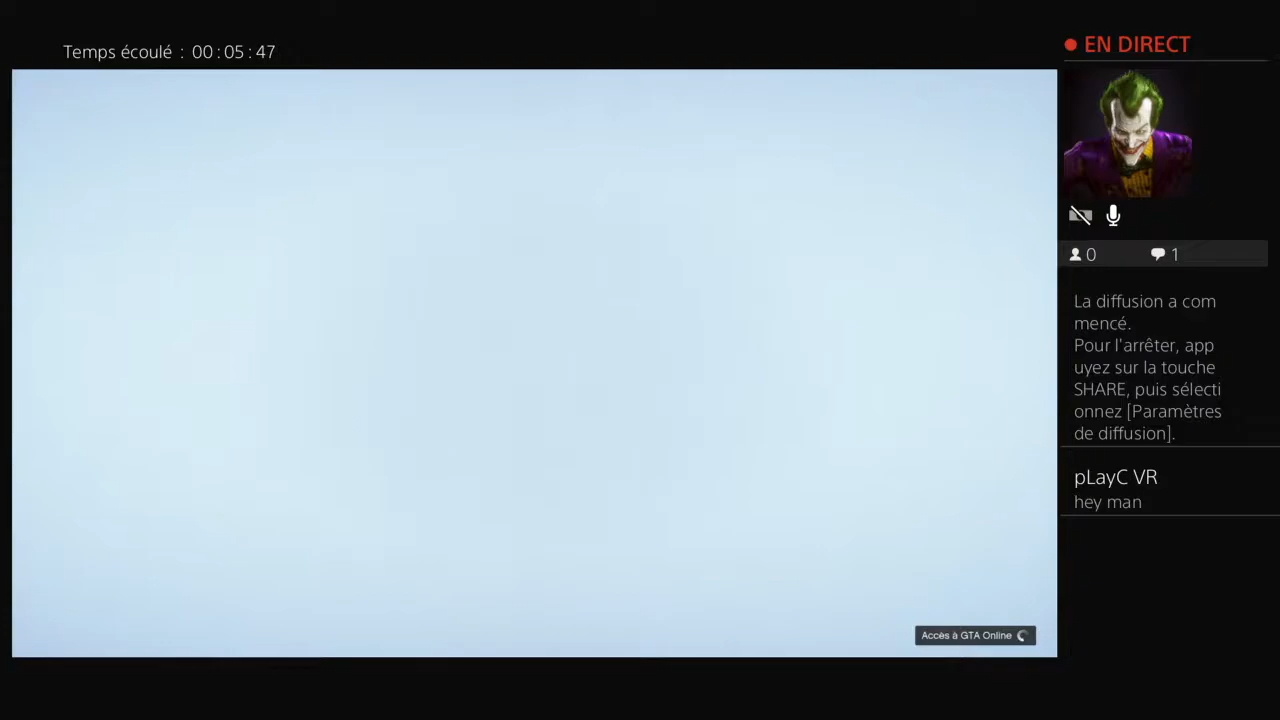 Temps écoulé : 00:05:47
EN DIRECT
0
1
La diffusion a com
mencé.
Pour l'arrêter, app
uyez sur la touche
SHARE, puis sélecti
onnez [Paramètres
de diffusion].
pLayC VR
hey man
Accès à GTA Online